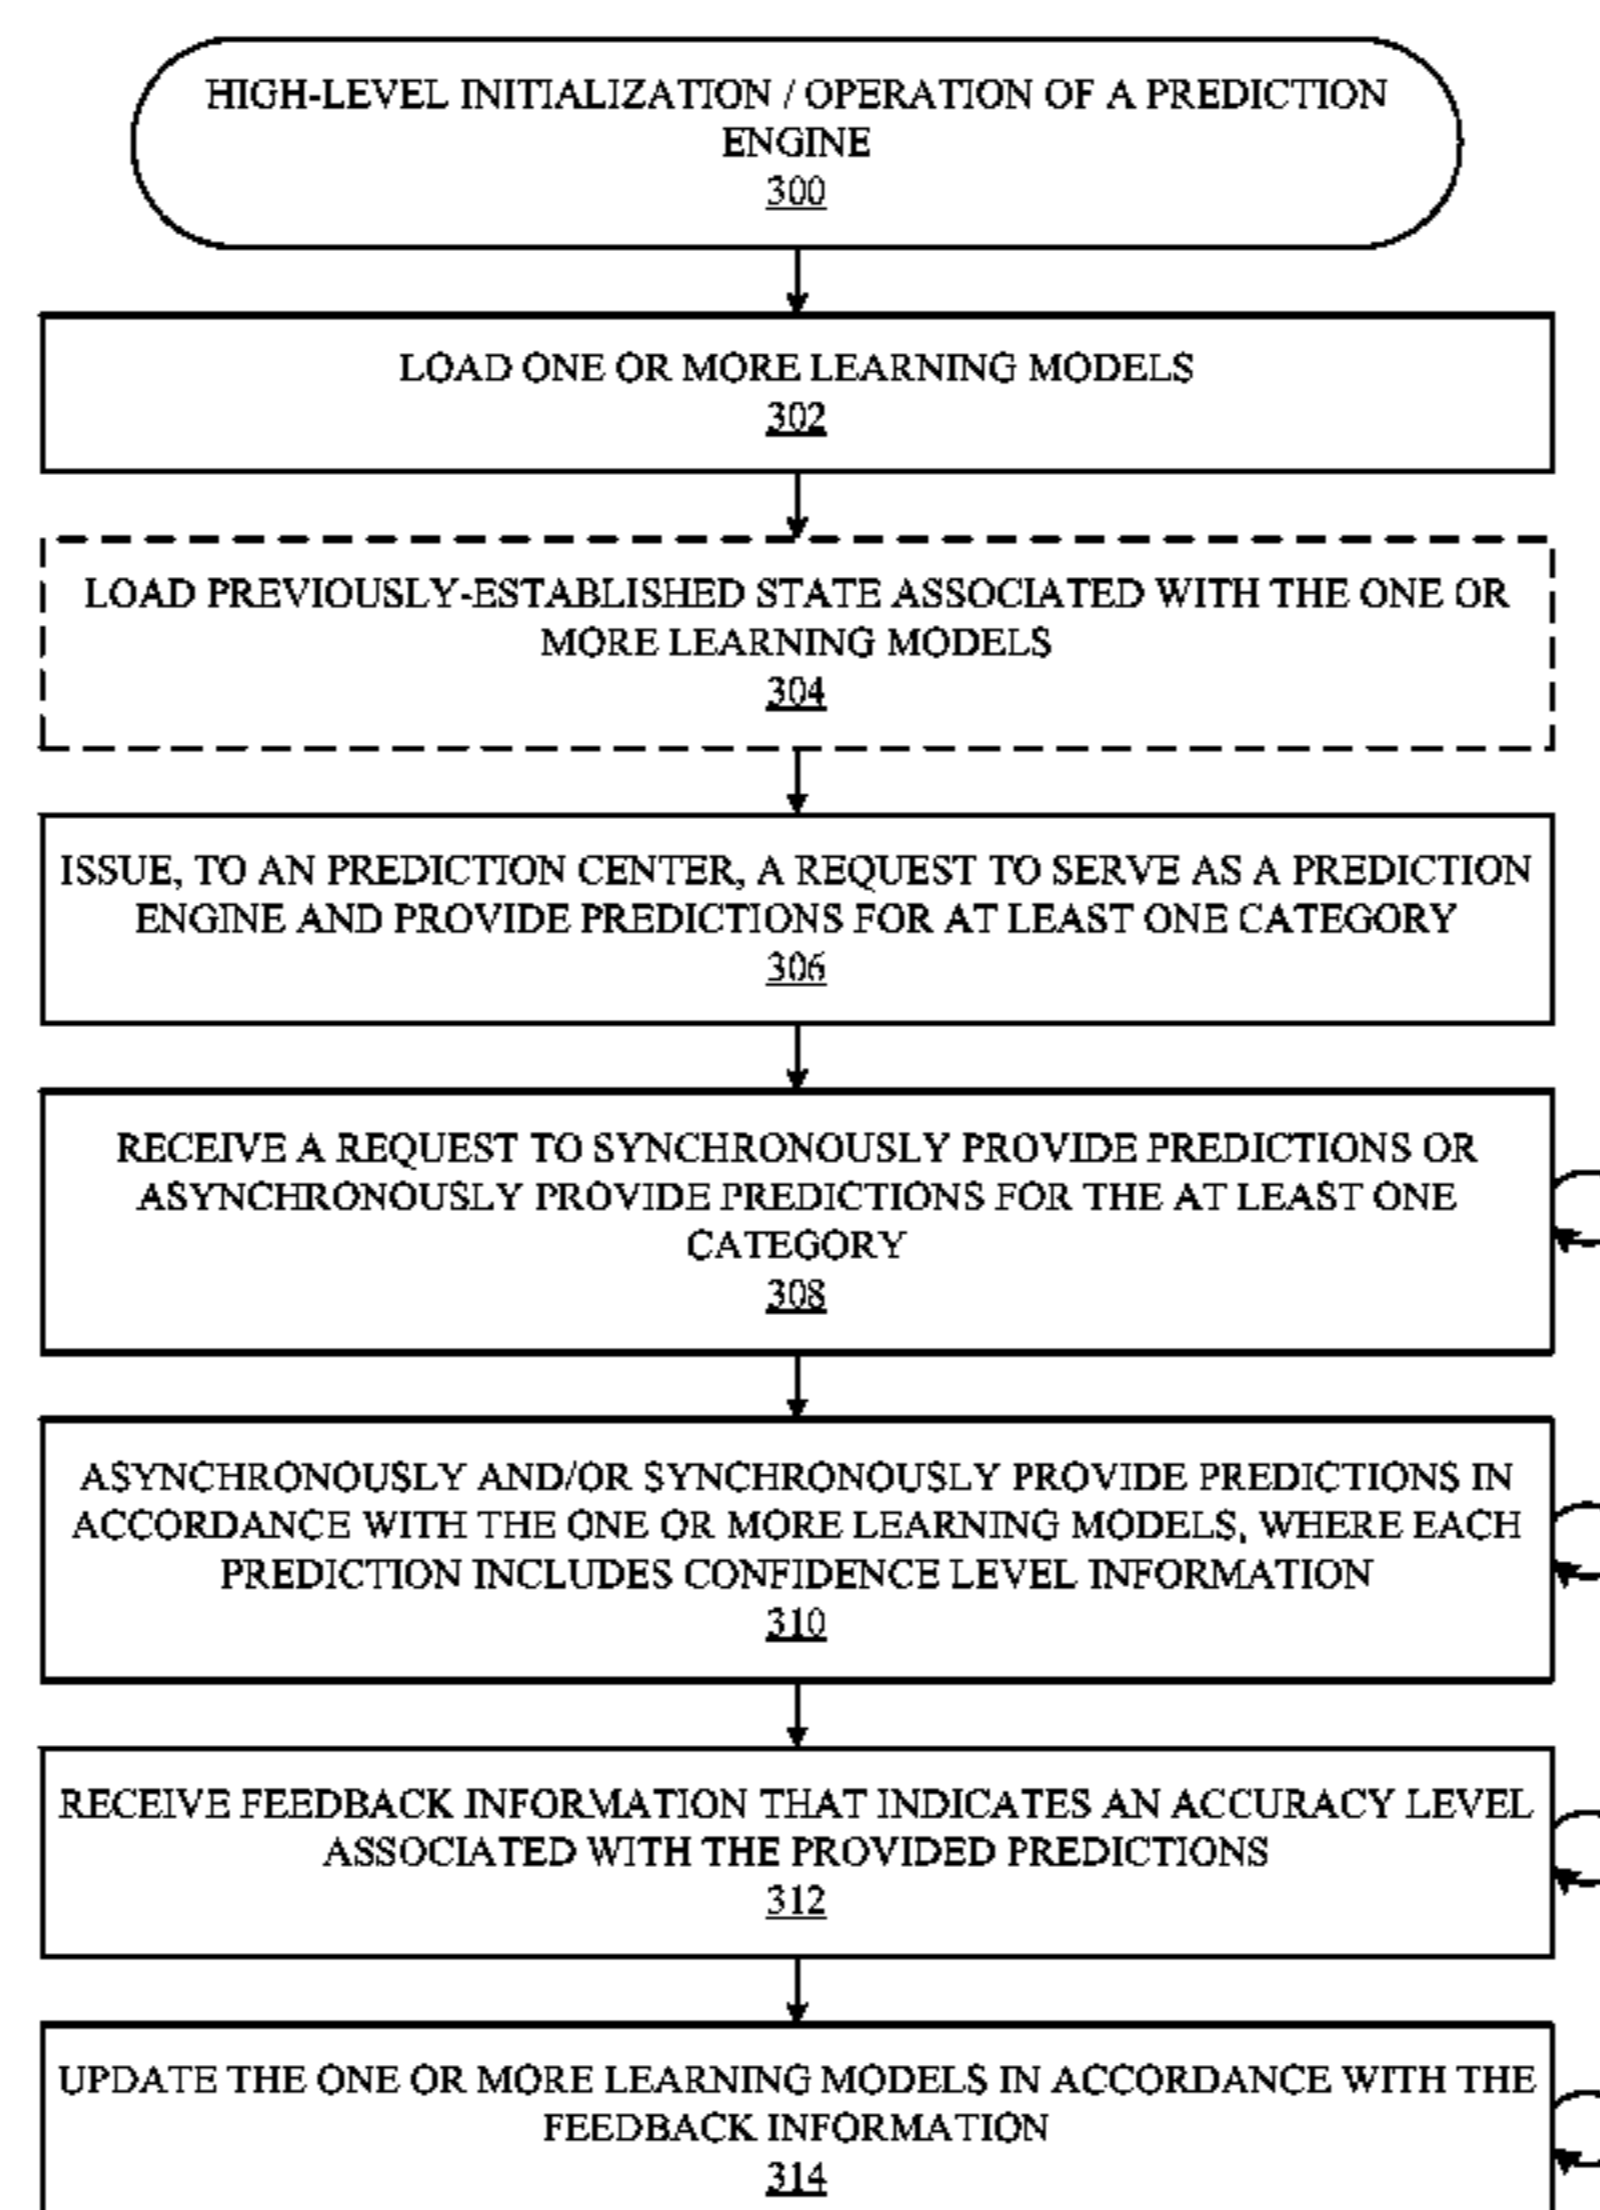 HIGH-LEVEL INITIALIZATION / OPERATION OF A PREDICTION
ENGINE
300
LOAD ONE OR MORE LEARNING MODELS
302
LOAD PREVIOUSLY-ESTABLISHED STATE ASSOCIATED WITH THE ONE OR
MORE LEARNING MODELS
304
ISSUE, TO AN PREDICTION CENTER, A REQUEST TO SERVE AS A PREDICTION
ENGINE AND PROVIDE PREDICTIONS FOR AT LEAST ONE CATEGORY
306
RECEIVE A REQUEST TO SYNCHRONOUSLY PROVIDE PREDICTIONS OR
ASYNCHRONOUSLY PROVIDE PREDICTIONS FOR THE AT LEAST ONE
CATEGORY
308
ASYNCHRONOUSLY AND/OR SYNCHRONOUSLY PROVIDE PREDICTIONS IN
ACCORDANCE WITH THE ONE OR MORE LEARNING MODELS, WHERE EACH
PREDICTION INCLUDES CONFIDENCE LEVEL INFORMATION
310
RECEIVE FEEDBACK INFORMATION THAT INDICATES AN ACCURACY LEVEL
ASSOCIATED WITH THE PROVIDED PREDICTIONS
312
UPDATE THE ONE OR MORE LEARNING MODELS IN ACCORDANCE WITH THE
FEEDBACK INFORMATION
314